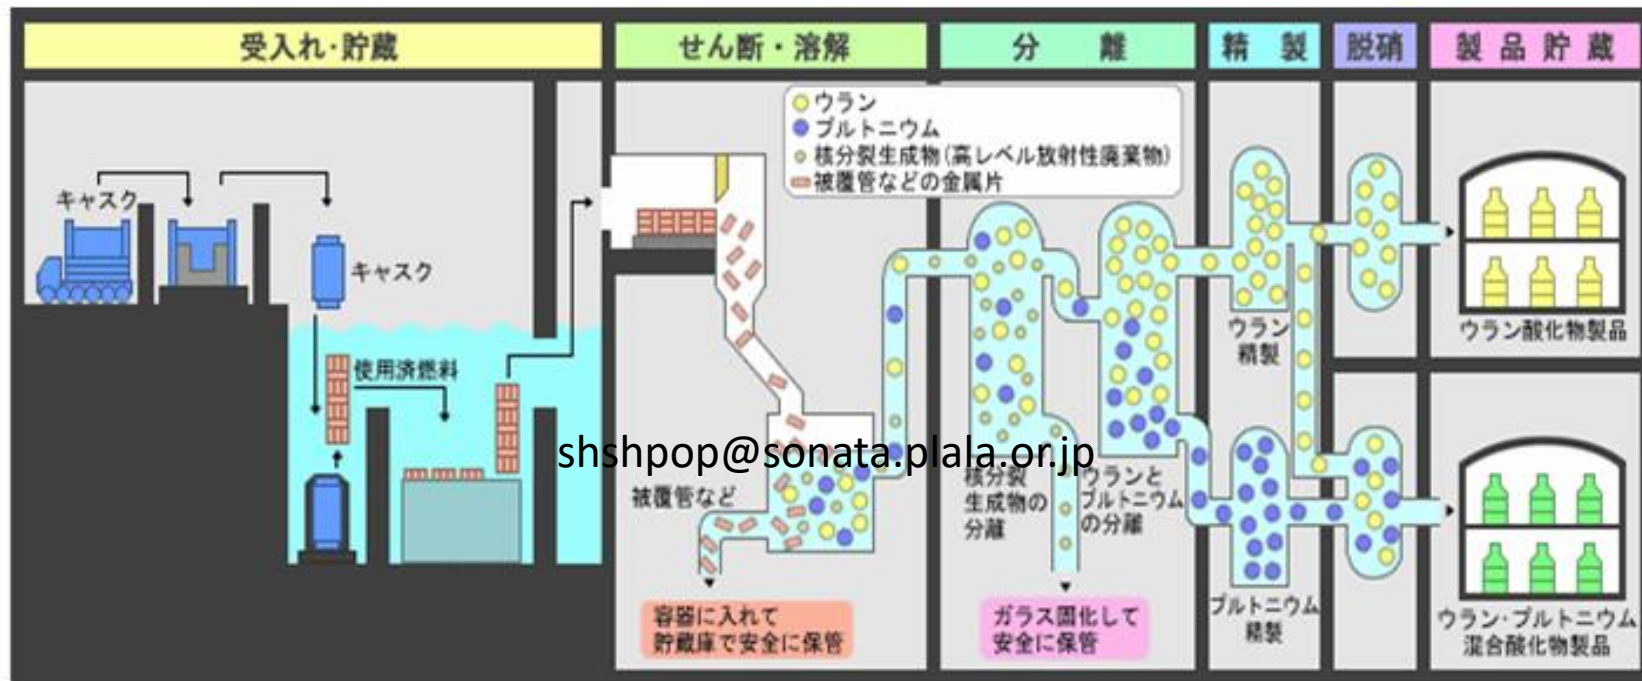 受入れ・貯蔵
せん断・溶解
分離
精製
脱硝
製品貯蔵
ウラン
プルトニウム
核分裂生成物(高レベル放射性廃棄物)
被覆管などの金属片
キャスク
キャスク
使用済燃料
被覆管など
容器に入れて
貯蔵庫で安全に保管
shshpop@sonata.plala.or.jp
核分裂
生成物の
分離
ウランと
プルトニウム
の分離
ガラス固化して
安全に保管
ウラン
精製
プルトニウム
精製
ウラン酸化物製品
ウラン・プルトニウム
混合酸化物製品